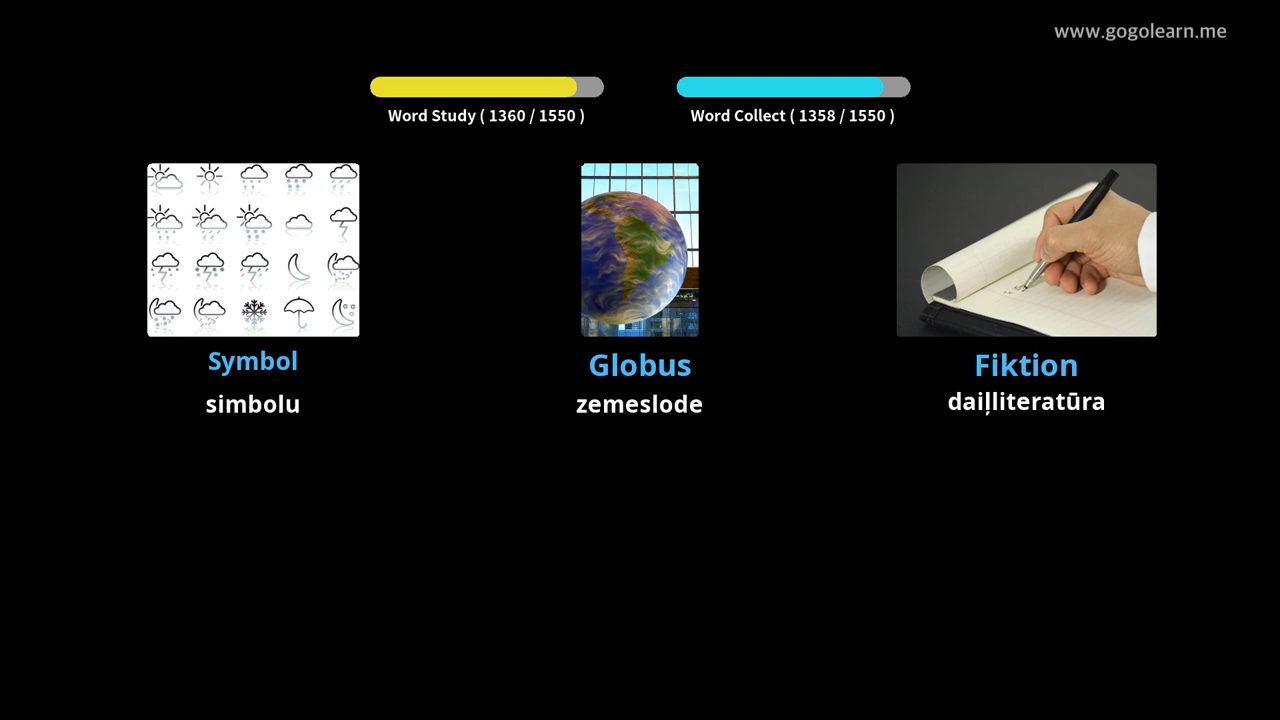 www.gogolearn.me
Word Study ( 1360 / 1550 )
Word Collect ( 1358 / 1550 )
Symbol
simbolu
Globus
zemeslode
Fiktion
daiļliteratūra